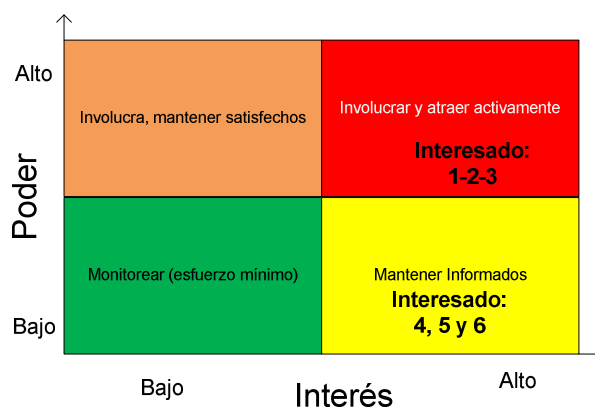 Alto
Involucra, mantener satisfechos
Involucrar y atraer activamente
Interesado:
1-2-3
Poder
Monitorear (esfuerzo mínimo)
Mantener Informados
Interesado:
4, 5 y 6
Bajo
Bajo
Interés
Alto